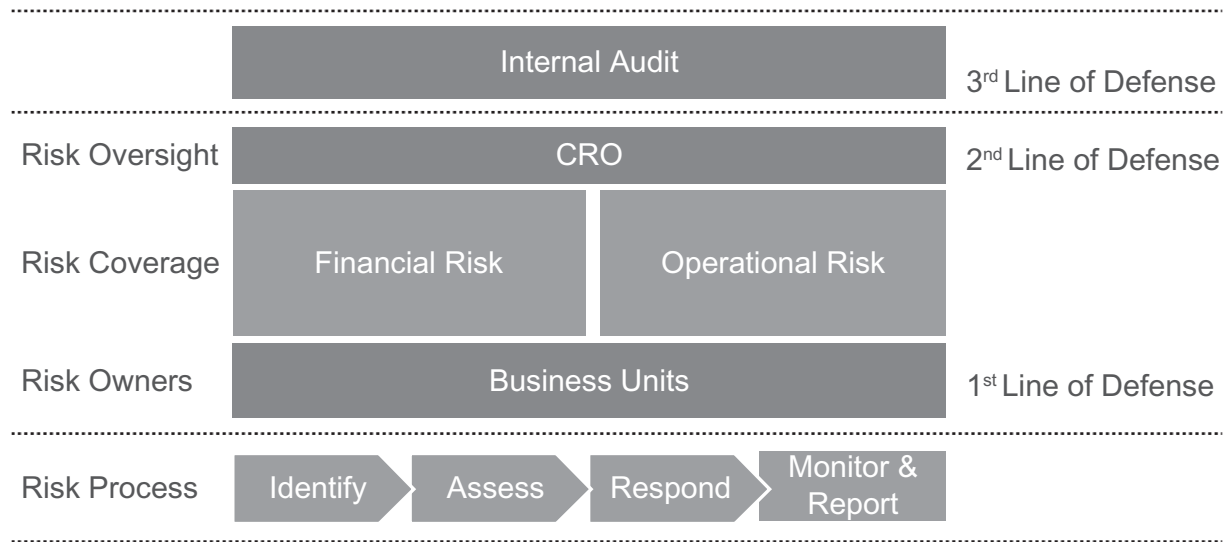 Internal Audit
3rd Line of Defense
Risk Oversight
CRO
2nd Line of Defense
Risk Coverage
Financial Risk
Operational Risk
Risk Owners
Business Units
1st Line of Defense
Risk Process
Identify
Assess
Respond
Monitor &
Report